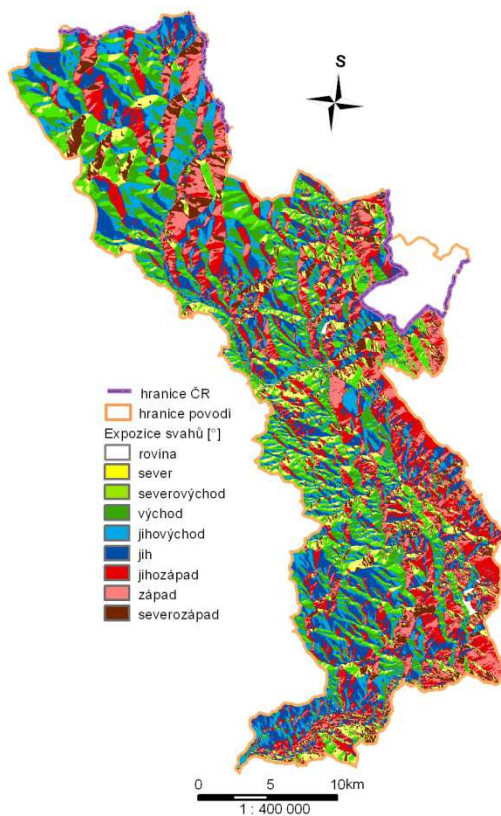 S
hranice ČR
hranice povodi
Expozice svahů [°]
rovina
sever
severovýchod
východ
jihovýchod
jih
jihozápad
západ
severozápad
0 5 10km
1 : 400 000